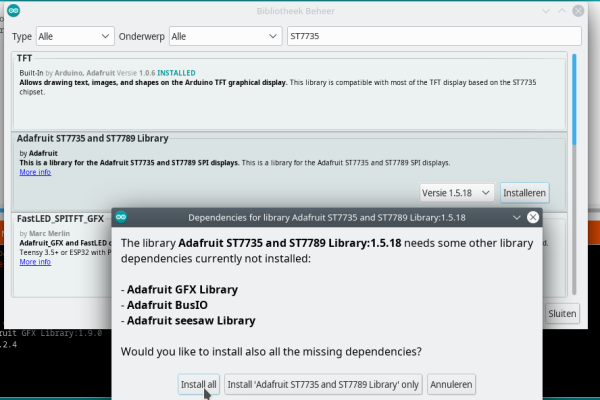 Bibliotheek Beheer
Type Alle Onderwerp Alle ST7735
TFT
Built-In by Arduino, Adafruit Versie 1.0.6 INSTALLED
Allows drawing text, images, and shapes on the Arduino TFT graphical display. This library is compatible with most of the TFT display based on the ST7735
chipset.
Adafruit ST7735 and ST7789 Library
by Adafruit
This is a library for the Adafruit ST7735 and ST7789 SPI displays. This is a library for the Adafruit ST7735 and ST7789 SPI displays.
More info
Versie 1.5.18 Installeren
FastLED_SPITFT_GFX
by Marc Merlin
Adafruit_GFX and FastLED
Teensy 3.5+ or ESP32 with
More info
Sluiten
GFX Library:1.9.0
.2.4
Dependencies for library Adafruit ST7735 and ST7789 Library:1.5.18
The library Adafruit ST7735 and ST7789 Library:1.5.18 needs some other library
dependencies currently not installed:
- Adafruit GFX Library
- Adafruit BusIO
- Adafruit seesaw Library
Would you like to install also all the missing dependencies?
Install all Install 'Adafruit ST7735 and ST7789 Library' only Annuleren